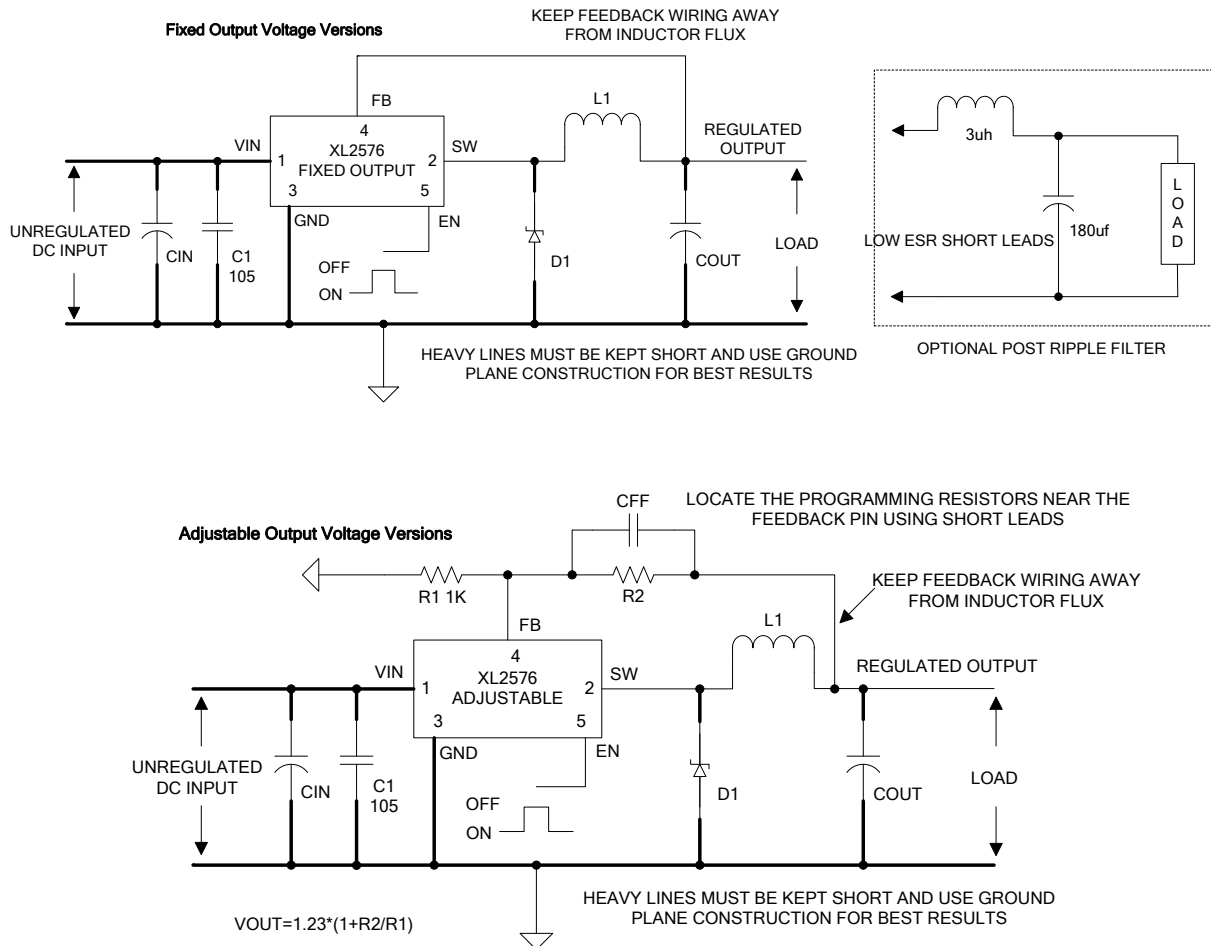 Fixed Output Voltage Versions
KEEP FEEDBACK WIRING AWAY
FROM INDUCTOR FLUX
FB
4
XL2576
FIXED OUTPUT
VIN
1
2
SW
3
5
GND
EN
L1
REGULATED
OUTPUT
UNREGULATED
DC INPUT
CIN
C1
105
OFF
ON
D1
COUT
LOAD
HEAVY LINES MUST BE KEPT SHORT AND USE GROUND
PLANE CONSTRUCTION FOR BEST RESULTS
3uh
LOW ESR SHORT LEADS
180uf
LOAD
OPTIONAL POST RIPPLE FILTER
Adjustable Output Voltage Versions
CFF
LOCATE THE PROGRAMMING RESISTORS NEAR THE
FEEDBACK PIN USING SHORT LEADS
R1 1K
R2
KEEP FEEDBACK WIRING AWAY
FROM INDUCTOR FLUX
FB
4
XL2576
ADJUSTABLE
VIN
1
2
SW
3
5
GND
EN
L1
REGULATED OUTPUT
UNREGULATED
DC INPUT
CIN
C1
105
OFF
ON
D1
COUT
LOAD
HEAVY LINES MUST BE KEPT SHORT AND USE GROUND
PLANE CONSTRUCTION FOR BEST RESULTS
VOUT=1.23*(1+R2/R1)